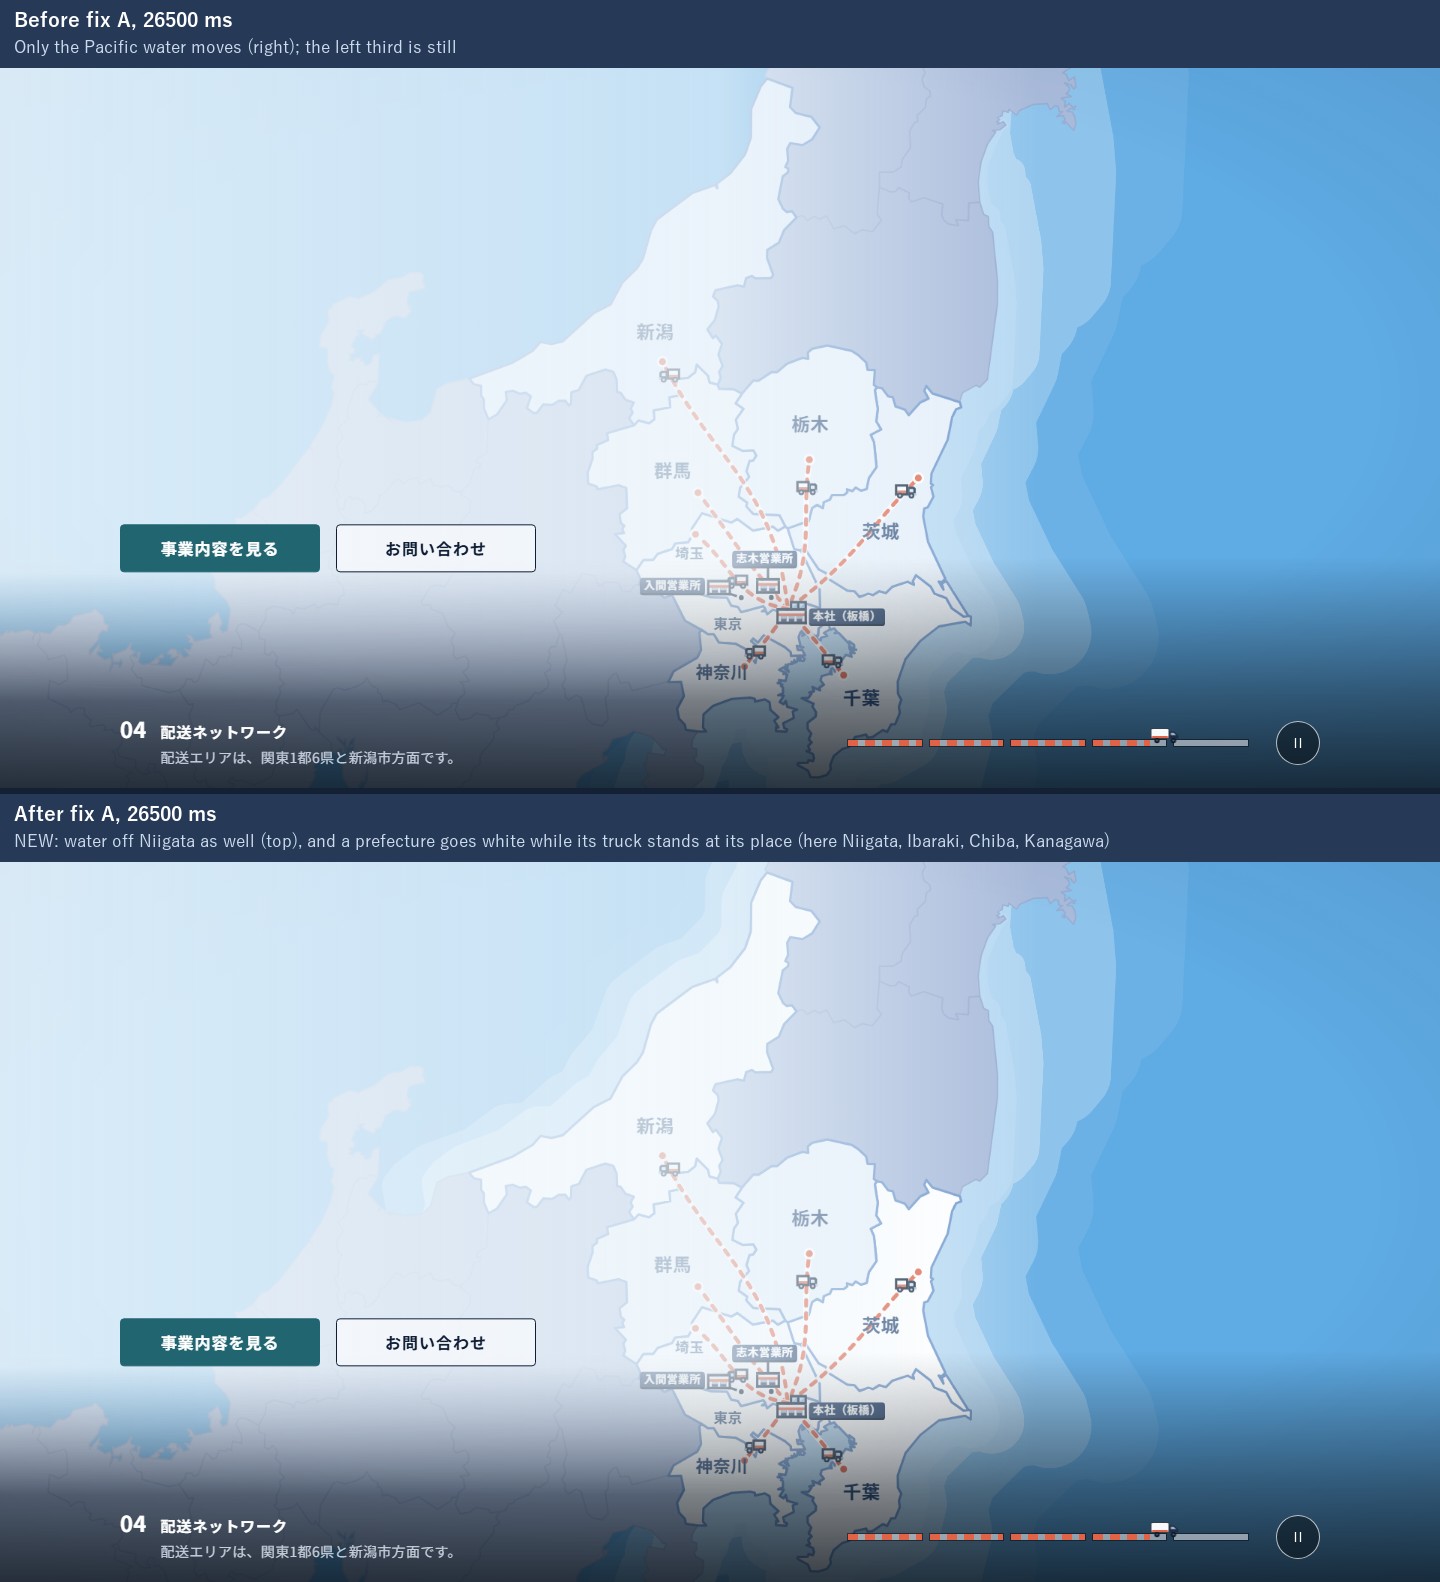 Before fix A, 26500 ms
Only the Pacific water moves (right); the left third is still
新潟
栃木
群馬
茨城
埼玉
志木営業所
入間営業所
本社（板橋）
東京
神奈川
千葉
事業内容を見る
お問い合わせ
04 配送ネットワーク
配送エリアは、関東1都6県と新潟市方面です。
After fix A, 26500 ms
NEW: water off Niigata as well (top), and a prefecture goes white while its truck stands at its place (here Niigata, Ibaraki, Chiba, Kanagawa)
新潟
栃木
群馬
茨城
埼玉
志木営業所
入間営業所
本社（板橋）
東京
神奈川
千葉
事業内容を見る
お問い合わせ
04 配送ネットワーク
配送エリアは、関東1都6県と新潟市方面です。